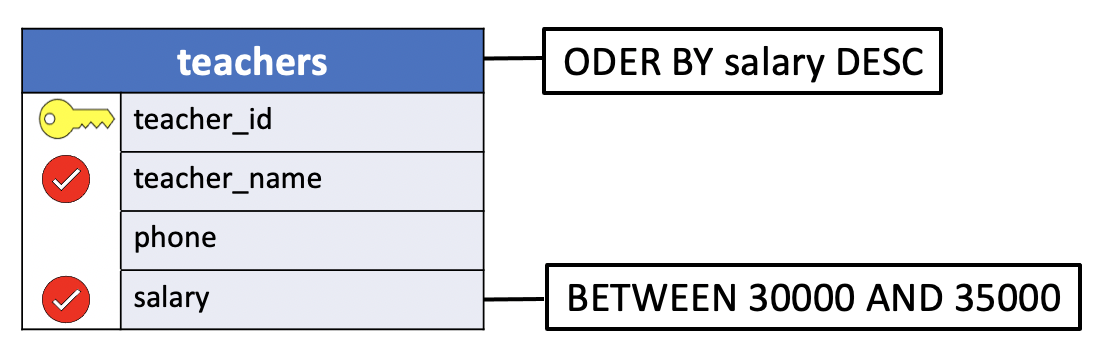 teachers
ODER BY salary DESC
teacher_id
teacher_name
phone
salary
BETWEEN 30000 AND 35000